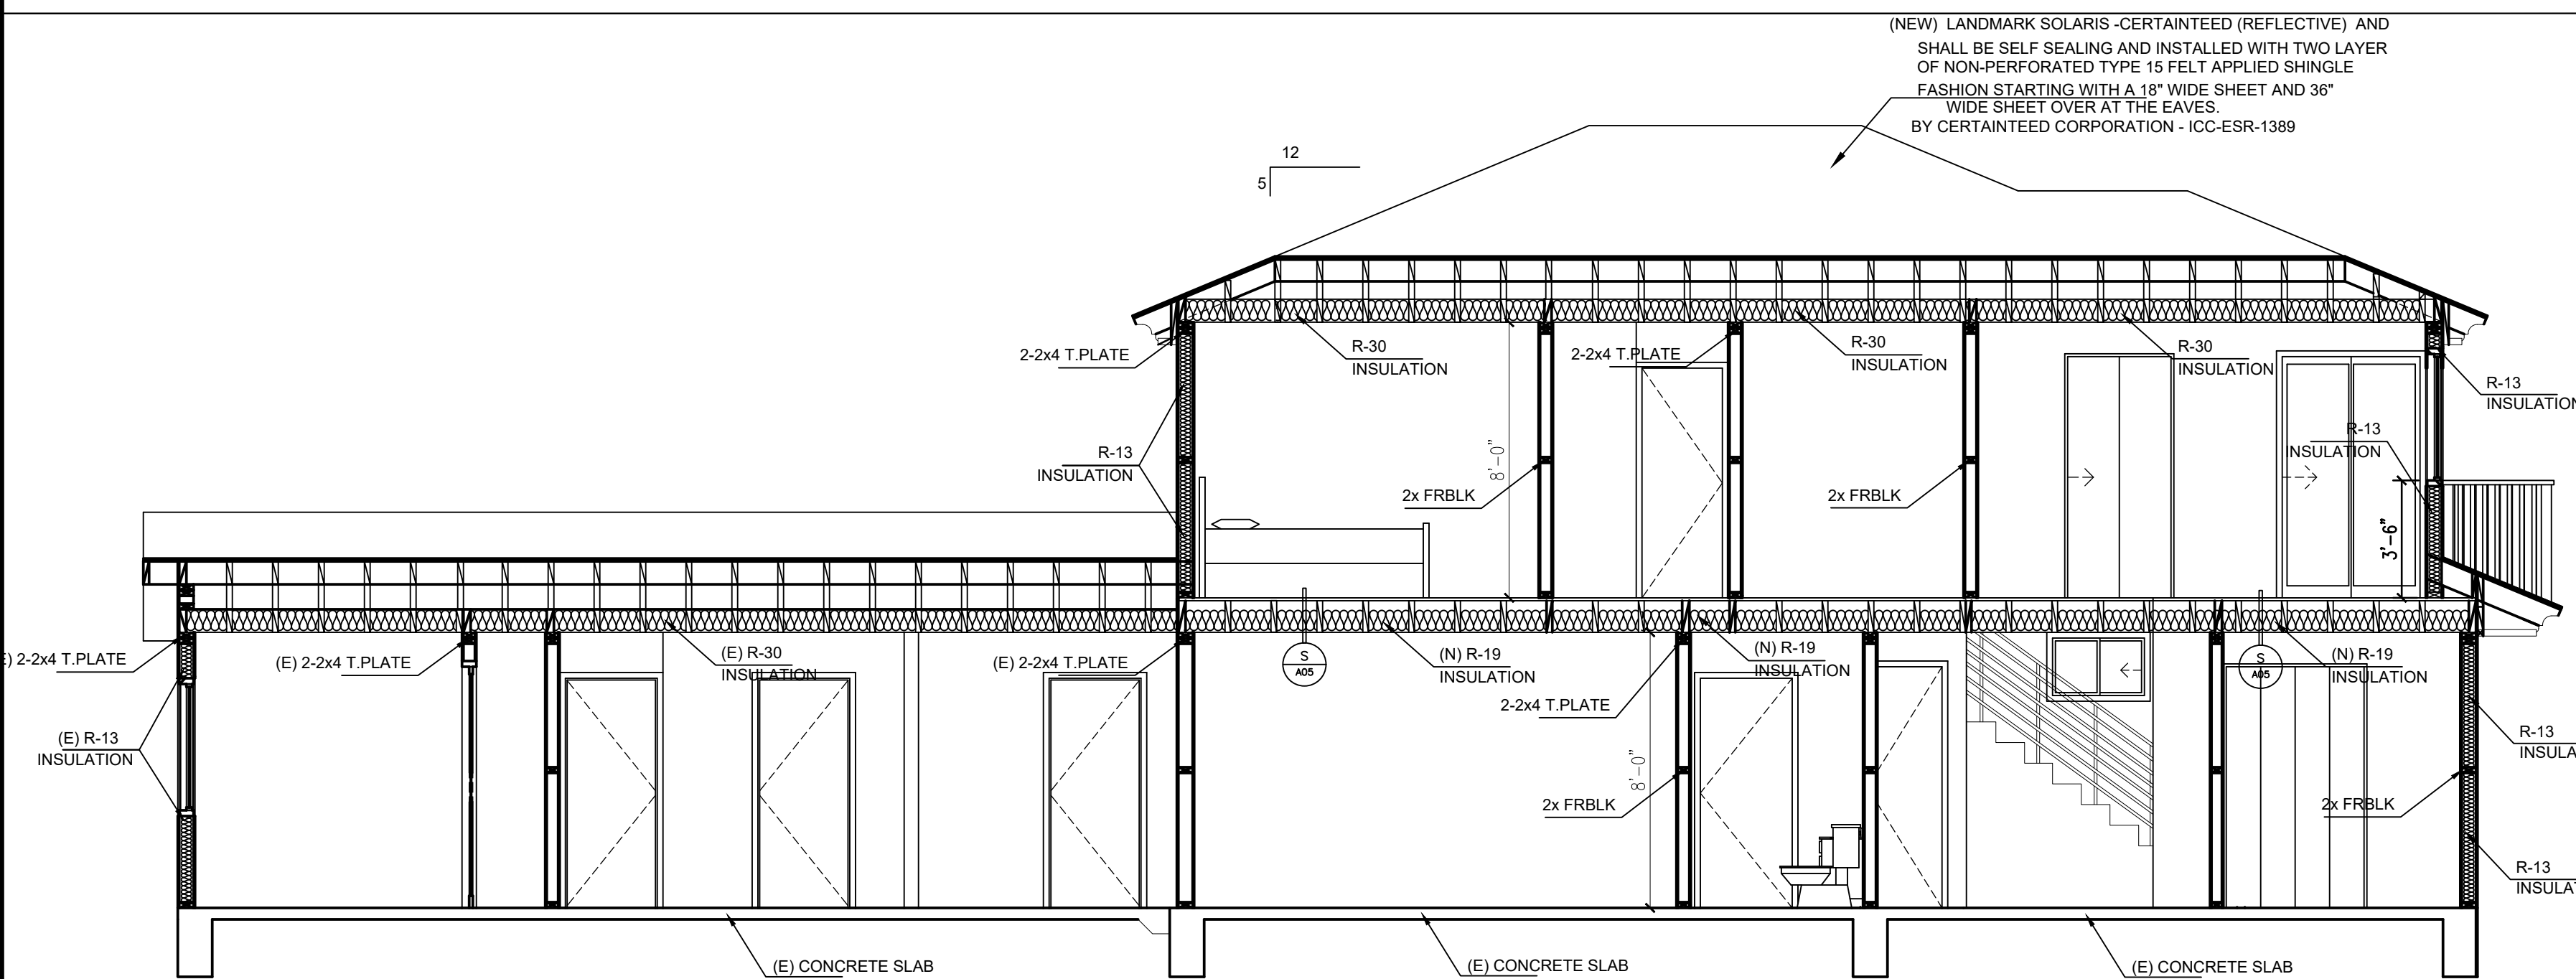 (NEW) LANDMARK SOLARIS -CERTAINTEED (REFLECTIVE) AND
SHALL BE SELF SEALING AND INSTALLED WITH TWO LAYER
OF NON-PERFORATED TYPE 15 FELT APPLIED SHINGLE
FASHION STARTING WITH A 18" WIDE SHEET AND 36"
WIDE SHEET OVER AT THE EAVES.
BY CERTAINTEED CORPORATION - ICC-ESR-1389
12
5
2-2x4 T.PLATE
R-30
INSULATION
2-2x4 T.PLATE
R-30
INSULATION
R-30
INSULATION
R-13
INSULATION
R-13
INSULATION
8'-0"
R-13
INSULATION
2x FRBLK
2x FRBLK
3'-6"
E) 2-2x4 T.PLATE
(E) 2-2x4 T.PLATE
(E) R-30
INSULATION
(E) 2-2x4 T.PLATE
S
A05
(N) R-19
INSULATION
(N) R-19
INSULATION
S
A05
(N) R-19
INSULATION
2-2x4 T.PLATE
(E) R-13
INSULATION
8'-0"
R-13
INSULA
2x FRBLK
2x FRBLK
R-13
INSULA
(E) CONCRETE SLAB
(E) CONCRETE SLAB
(E) CONCRETE SLAB